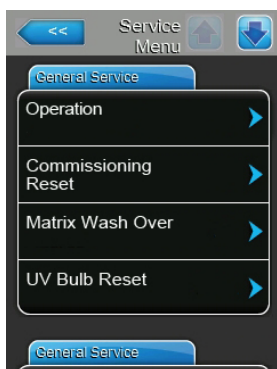 << Service
Menu
General Service
Operation
Commissioning
Reset
Matrix Wash Over
UV Bulb Reset
General Service